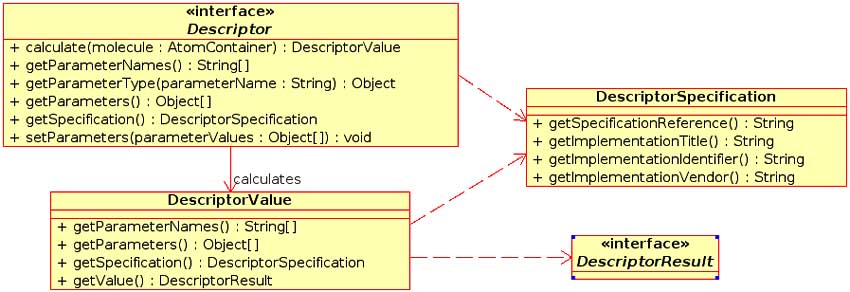 «interface»
Descriptor
+ calculate(molecule : AtomContainer) : DescriptorValue
+ getParameterNames() : String[]
+ getParameterType(parameterName : String) : Object
+ getParameters() : Object[]
+ getSpecification() : DescriptorSpecification
+ setParameters(parameterValues : Object[]) : void
calculates
DescriptorValue
+ getParameterNames() : String[]
+ getParameters() : Object[]
+ getSpecification() : DescriptorSpecification
+ getValue() : DescriptorResult
DescriptorSpecification
+ getSpecificationReference() : String
+ getImplementationTitle() : String
+ getImplementationIdentifier() : String
+ getImplementationVendor() : String
«interface»
DescriptorResult